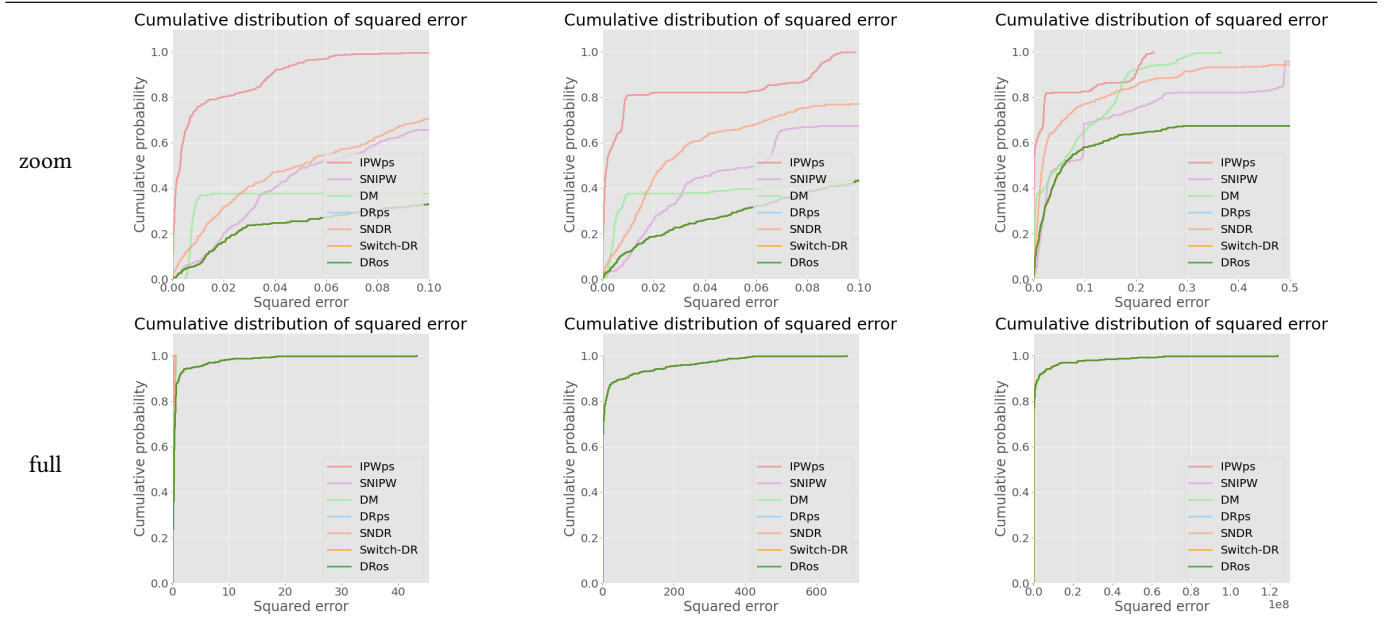 Cumulative distribution of squared error
Cumulative probability
1.0
0.8
0.6
0.4
0.2
0.0
0.00 0.02 0.04 0.06 0.08 0.10
Squared error
IPWps
SNIPW
DM
DRps
SNDR
Switch-DR
DRos
Cumulative distribution of squared error
Cumulative probability
1.0
0.8
0.6
0.4
0.2
0.0
0.00 0.02 0.04 0.06 0.08 0.10
Squared error
IPWps
SNIPW
DM
DRps
SNDR
Switch-DR
DRos
Cumulative distribution of squared error
Cumulative probability
1.0
0.8
0.6
0.4
0.2
0.0
0.0 0.1 0.2 0.3 0.4 0.5
Squared error
IPWps
SNIPW
DM
DRps
SNDR
Switch-DR
DRos
zoom
Cumulative distribution of squared error
Cumulative probability
1.0
0.8
0.6
0.4
0.2
0.0
0 10 20 30 40
Squared error
IPWps
SNIPW
DM
DRps
SNDR
Switch-DR
DRos
Cumulative distribution of squared error
Cumulative probability
1.0
0.8
0.6
0.4
0.2
0.0
0 200 400 600
Squared error
IPWps
SNIPW
DM
DRps
SNDR
Switch-DR
DRos
Cumulative distribution of squared error
Cumulative probability
1.0
0.8
0.6
0.4
0.2
0.0
0.0 0.2 0.4 0.6 0.8 1.0 1.2
1e8
Squared error
IPWps
SNIPW
DM
DRps
SNDR
Switch-DR
DRos
full